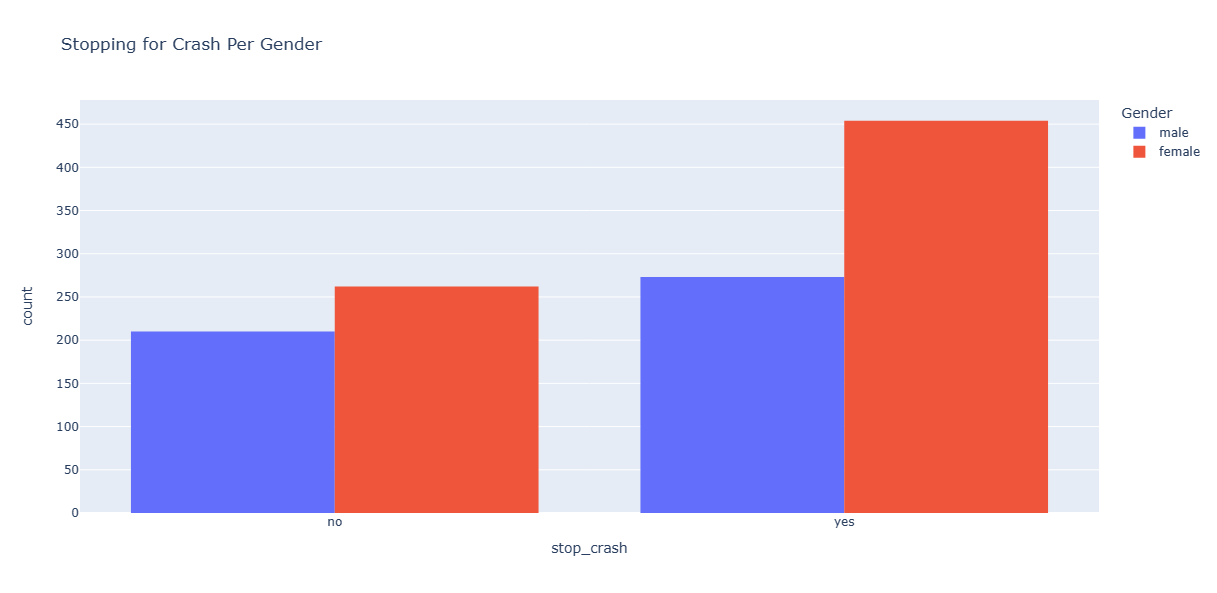 Stopping for Crash Per Gender
Gender
male
female
count
450
400
350
300
250
200
150
100
50
0
no
yes
stop_crash